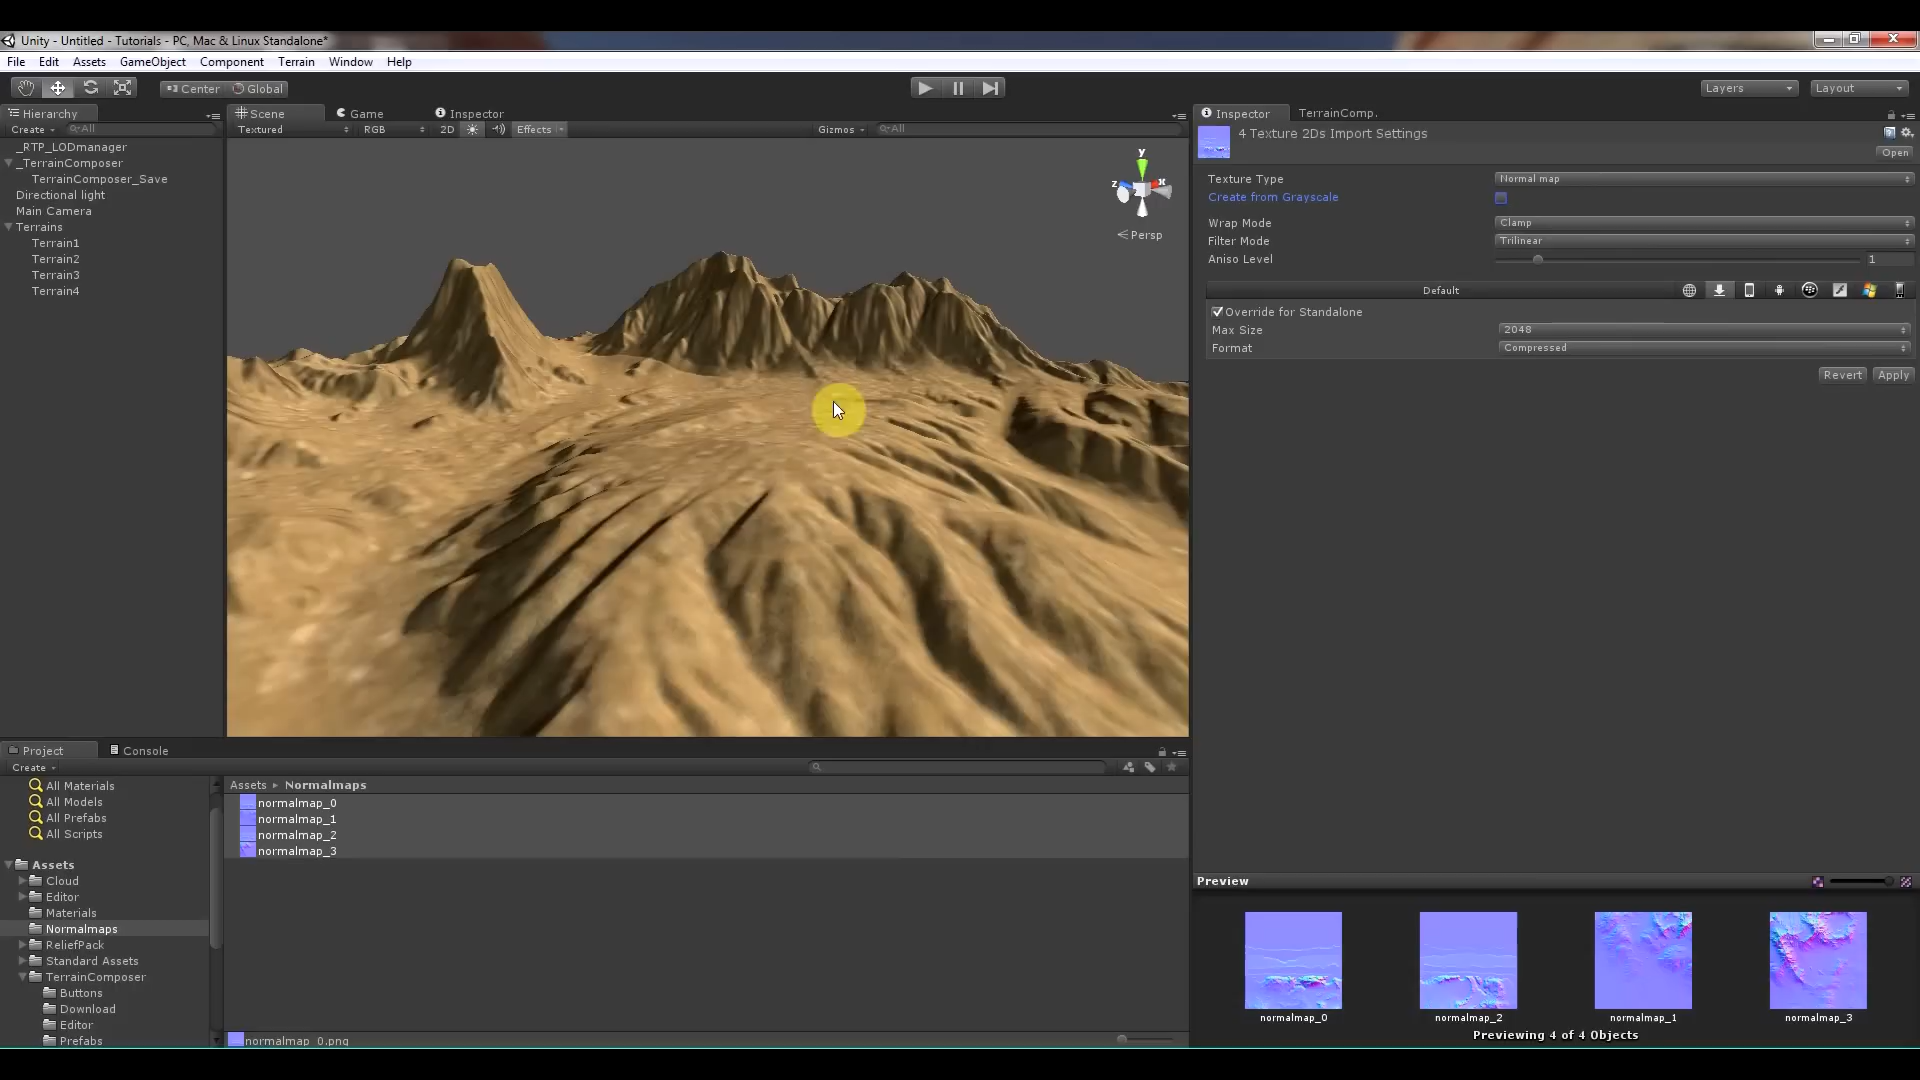 Unity - Untitled - Tutorials - PC, Mac & Linux Standalone*
File Edit Assets GameObject Component Terrain Window Help
Center Global
Layers Layout
Hierarchy
Create All
_RTP_LODmanager
_TerrainComposer
TerrainComposer_Save
Directional light
Main Camera
Terrains
Terrain1
Terrain2
Terrain3
Terrain4
Scene Game Inspector
Textured RGB 2D Effects Gizmos All
y
z x
Persp
Inspector TerrainComp.
4 Texture 2Ds Import Settings
Open
Texture Type Normal map
Create from Grayscale
Wrap Mode Clamp
Filter Mode Trilinear
Aniso Level 1
Default
Override for Standalone
Max Size 2048
Format Compressed
Revert Apply
Project Console
Create
All Materials
All Models
All Prefabs
All Scripts
Assets
Cloud
Editor
Materials
Normalmaps
ReliefPack
Standard Assets
TerrainComposer
Buttons
Download
Editor
Prefabs
Assets Normalmaps
normalmap_0
normalmap_1
normalmap_2
normalmap_3
normalmap_0.png
Preview
normalmap_0 normalmap_2 normalmap_1 normalmap_3
Previewing 4 of 4 Objects